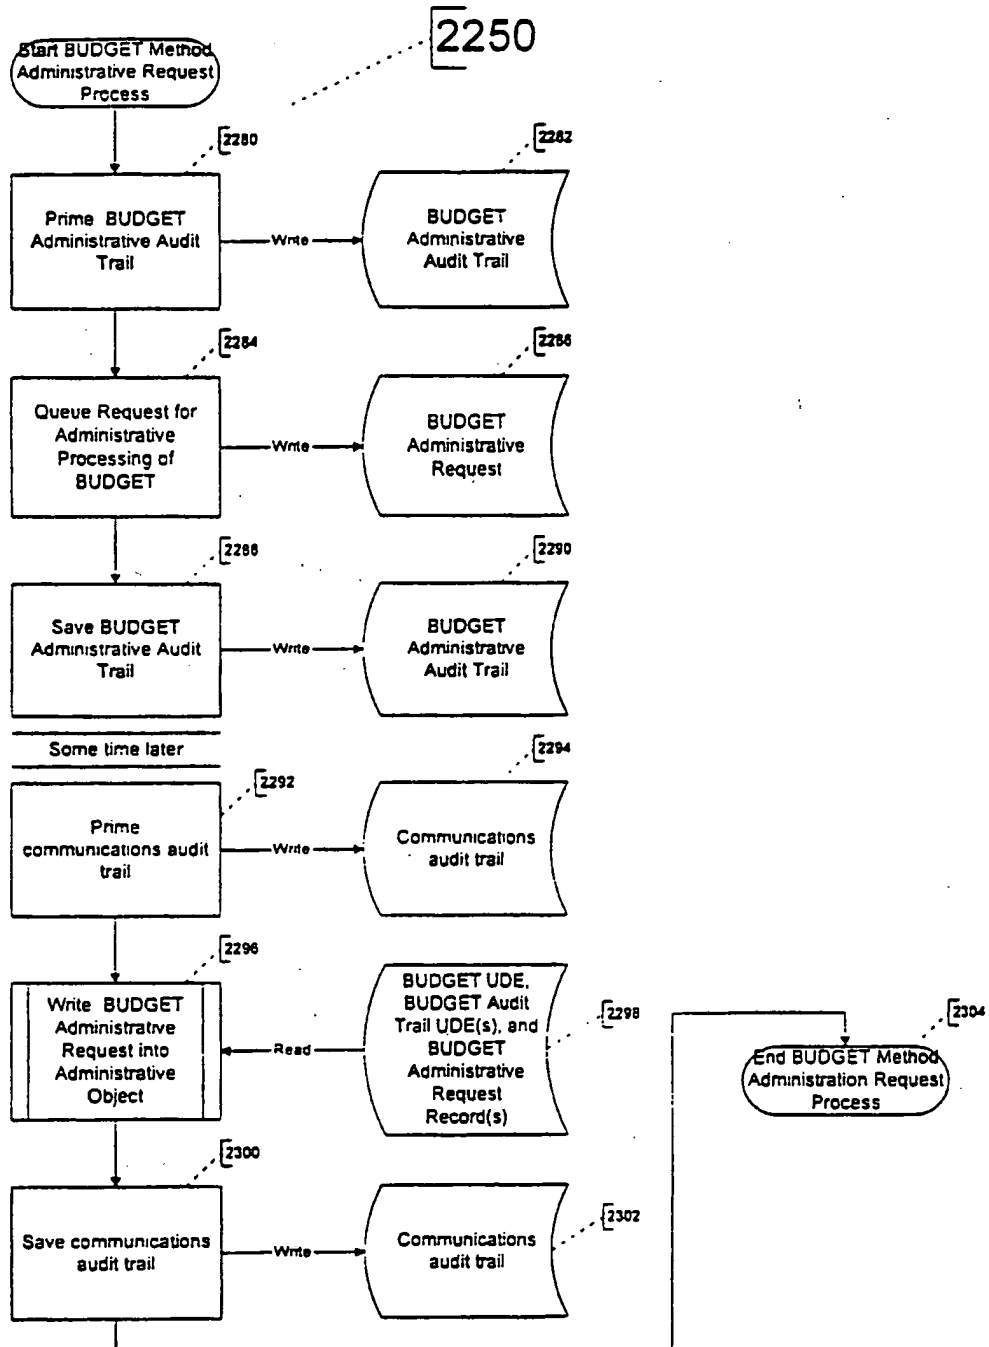 2250
Start BUDGET Method
Administrative Request
Process
2280
2282
Prime BUDGET
Administrative Audit
Trail
Write
BUDGET
Administrative
Audit Trail
2284
2286
Queue Request for
Administrative
Processing of
BUDGET
Write
BUDGET
Administrative
Request
2288
2290
Save BUDGET
Administrative Audit
Trail
Write
BUDGET
Administrative
Audit Trail
Some time later
2292
2294
Prime
communications audit
trail
Write
Communications
audit trail
2296
2298
Write BUDGET
Administrative
Request into
Administrative
Object
Read
BUDGET UDE,
BUDGET Audit
Trail UDE(s), and
BUDGET
Administrative
Request
Record(s)
2304
End BUDGET Method
Administration Request
Process
2300
2302
Save communications
audit trail
Write
Communications
audit trail